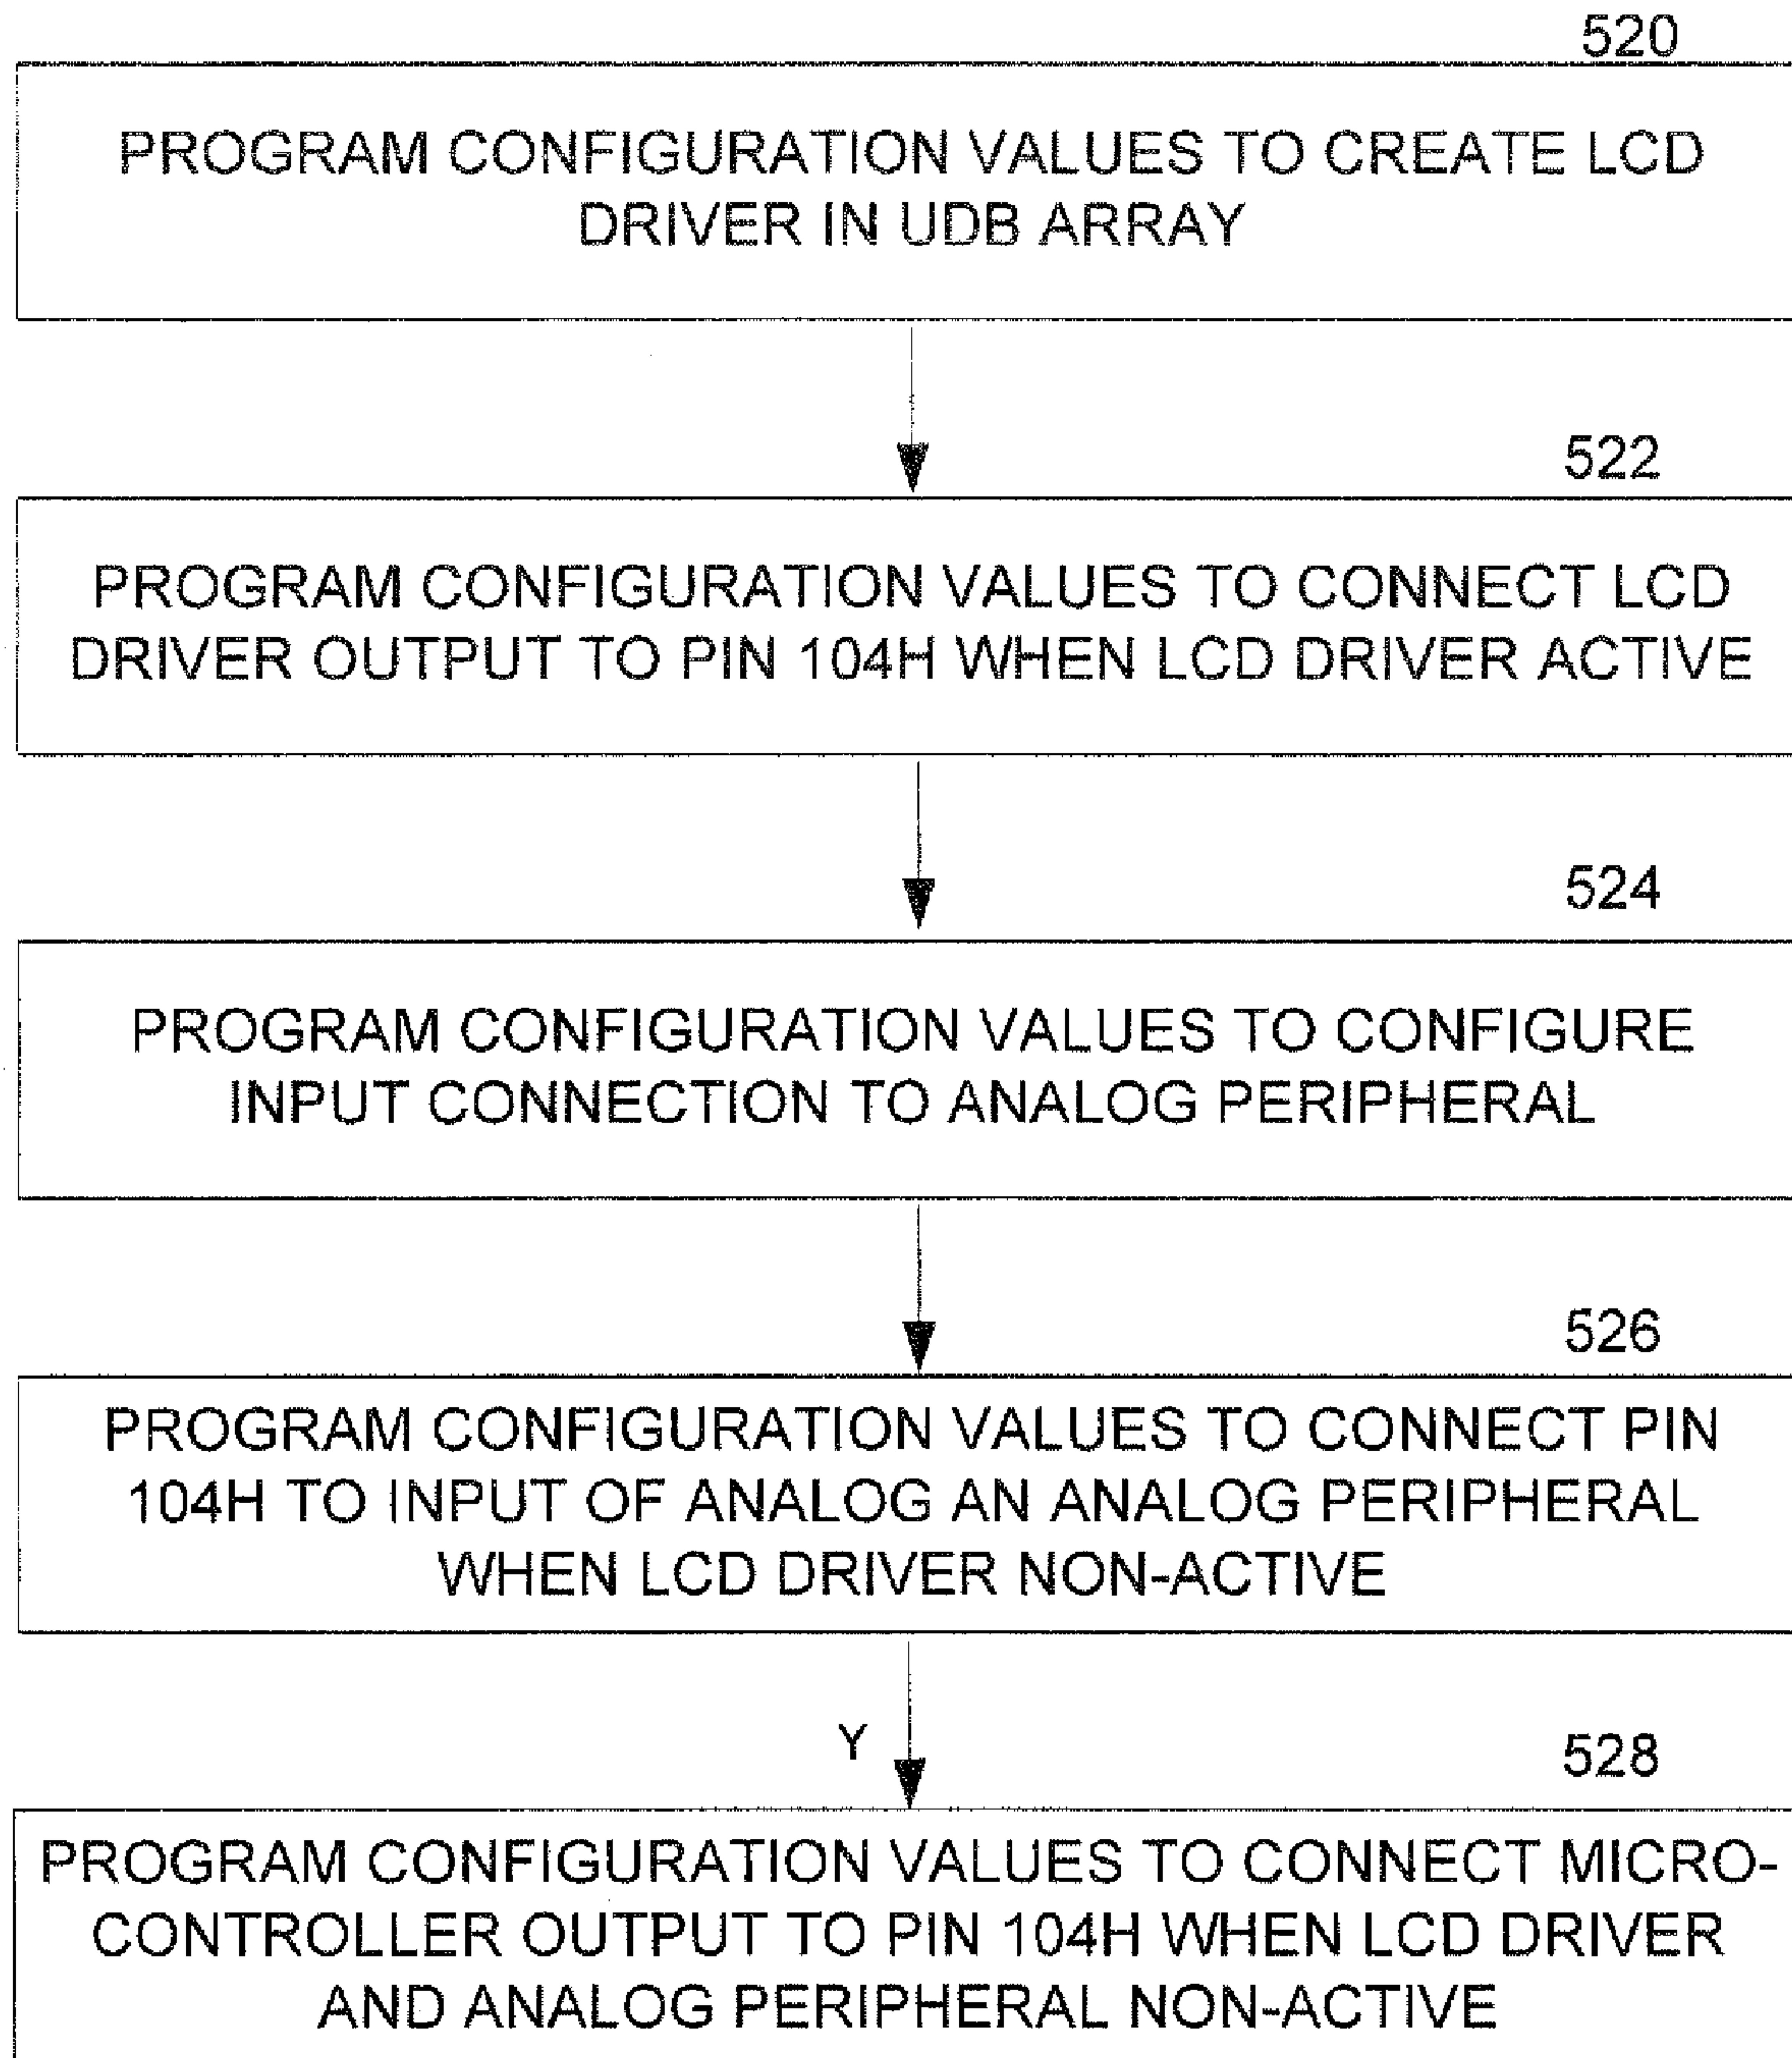 520
PROGRAM CONFIGURATION VALUES TO CREATE LCD
DRIVER IN UDB ARRAY
522
PROGRAM CONFIGURATION VALUES TO CONNECT LCD
DRIVER OUTPUT TO PIN 104H WHEN LCD DRIVER ACTIVE
524
PROGRAM CONFIGURATION VALUES TO CONFIGURE
INPUT CONNECTION TO ANALOG PERIPHERAL
526
PROGRAM CONFIGURATION VALUES TO CONNECT PIN
104H TO INPUT OF ANALOG AN ANALOG PERIPHERAL
WHEN LCD DRIVER NON-ACTIVE
Y
528
PROGRAM CONFIGURATION VALUES TO CONNECT MICRO-
CONTROLLER OUTPUT TO PIN 104H WHEN LCD DRIVER
AND ANALOG PERIPHERAL NON-ACTIVE